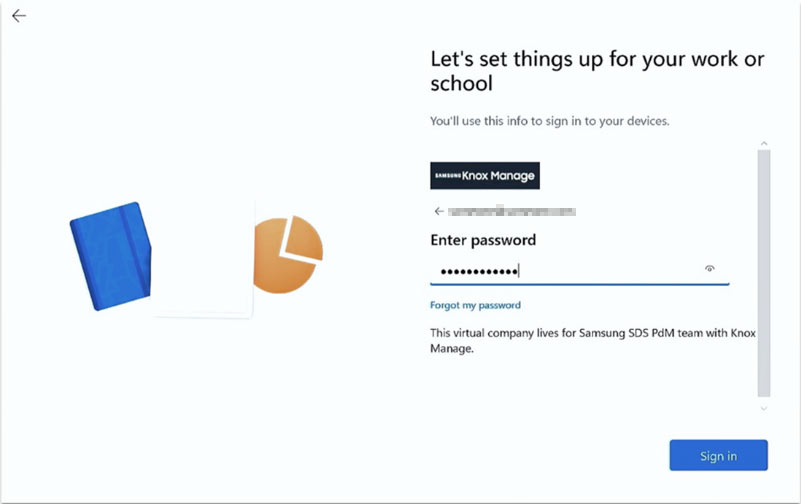 Let's set things up for your work or
school
You'll use this info to sign in to your devices.
SAMSUNG Knox Manage
Enter password
Forgot my password
This virtual company lives for Samsung SDS PdM team with Knox
Manage.
Sign in